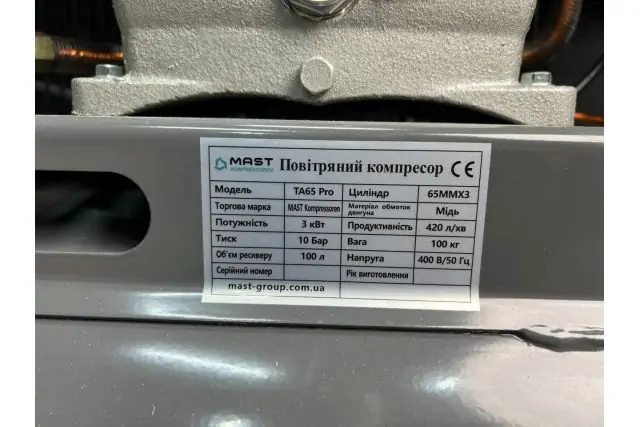 MAST
KOMPRESSOREN
Повітряний компресор CE
Модель TA65 Pro Циліндр 65MMX3
Торгова марка MAST Kompressoren Матеріал обмоток двигуна Мідь
Потужність 3 кВт Продуктивність 420 л/хв
Тиск 10 Бар Вага 100 кг
Об'єм ресиверу 100 л Напруга 400 В/50 Гц
Серійний номер Рік виготовлення
mast-group.com.ua